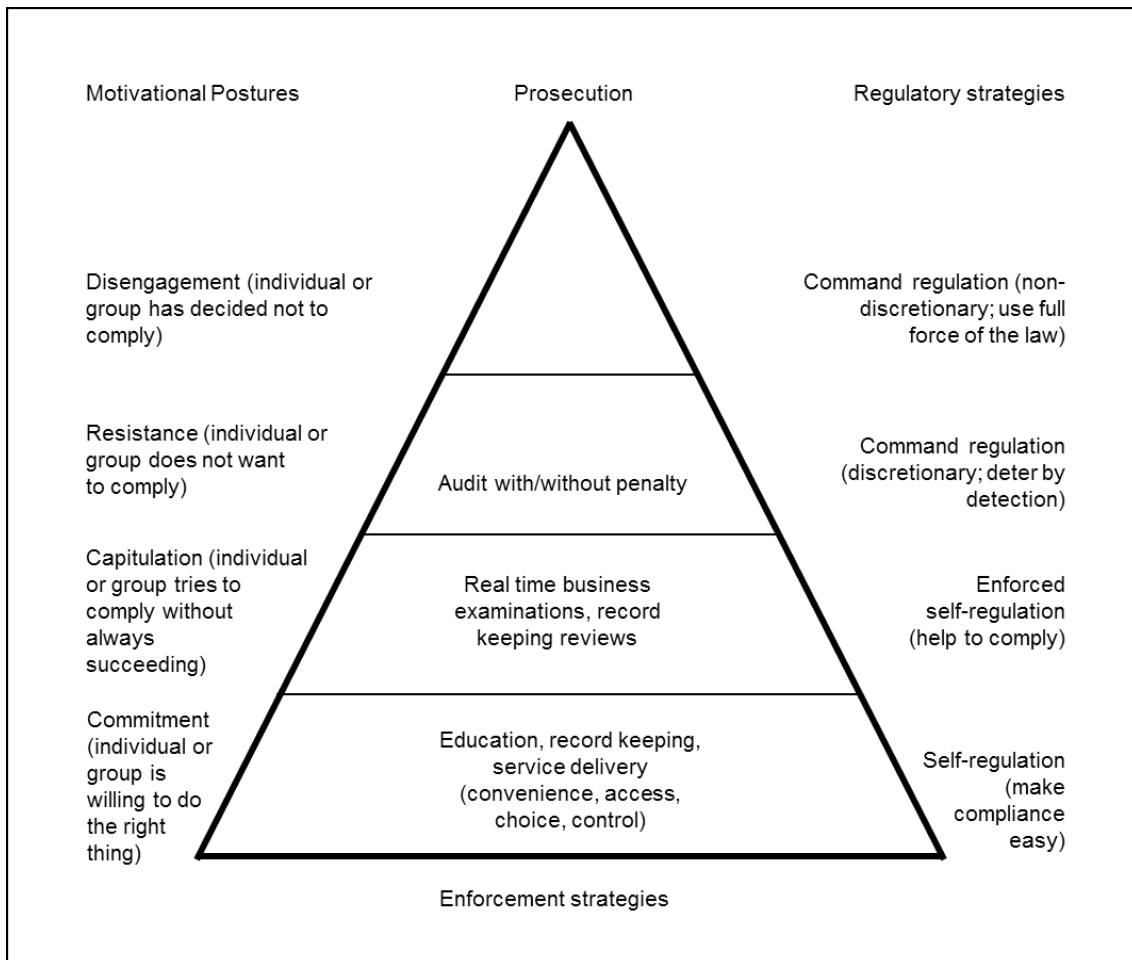 Motivational Postures
Prosecution
Regulatory strategies
Disengagement (individual or
group has decided not to
comply)
Command regulation (non-
discretionary; use full
force of the law)
Resistance (individual or
group does not want
to comply)
Audit with/without penalty
Command regulation
(discretionary; deter by
detection)
Capitulation (individual
or group tries to
comply without
always
succeeding)
Real time business
examinations, record
keeping reviews
Enforced
self-regulation
(help to comply)
Commitment
(individual or
group is
willing to do
the right
thing)
Education, record keeping,
service delivery
(convenience, access,
choice, control)
Self-regulation
(make
compliance
easy)
Enforcement strategies